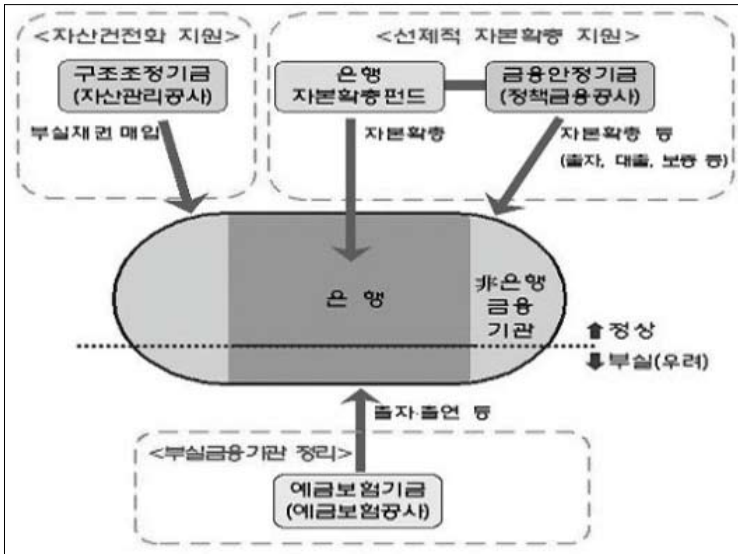 <자산건전화 지원>
구조조정기금
(자산관리공사)
부실채권 매입
<선제적 자본확충 지원>
은행
자본확충펀드
금융안정기금
(정책금융공사)
자본확충
자본확충 등
(출자, 대출, 보증 등)
은 행
非은행
금융
기관
정상
부실(우려)
출자·출연 등
<부실금융기관 정리>
예금보험기금
(예금보험공사)